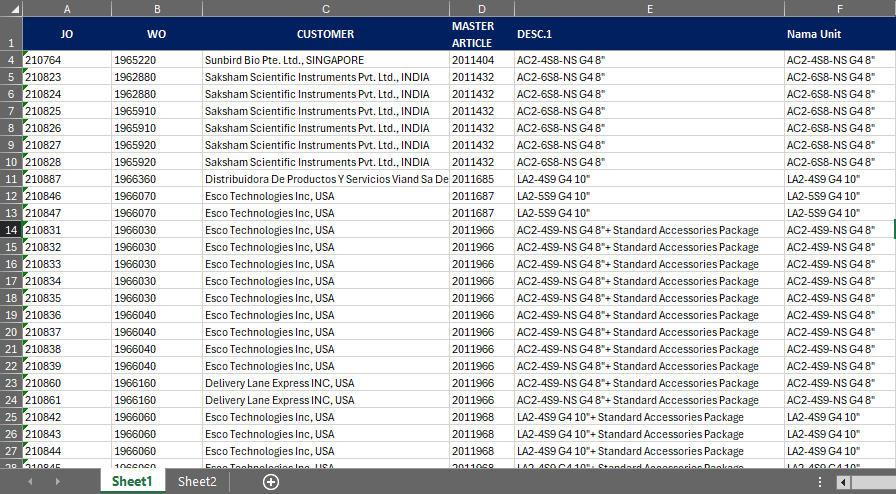 A B C D E F
1 JO WO CUSTOMER MASTER ARTICLE DESC.1 Nama Unit
4 210764 1965220 Sunbird Bio Pte. Ltd., SINGAPORE 2011404 AC2-4S8-NS G4 8" AC2-4S8-NS G4 8"
5 210823 1962880 Saksham Scientific Instruments Pvt. Ltd., INDIA 2011432 AC2-6S8-NS G4 8" AC2-6S8-NS G4 8"
6 210824 1962880 Saksham Scientific Instruments Pvt. Ltd., INDIA 2011432 AC2-6S8-NS G4 8" AC2-6S8-NS G4 8"
7 210825 1965910 Saksham Scientific Instruments Pvt. Ltd., INDIA 2011432 AC2-6S8-NS G4 8" AC2-6S8-NS G4 8"
8 210826 1965910 Saksham Scientific Instruments Pvt. Ltd., INDIA 2011432 AC2-6S8-NS G4 8" AC2-6S8-NS G4 8"
9 210827 1965920 Saksham Scientific Instruments Pvt. Ltd., INDIA 2011432 AC2-6S8-NS G4 8" AC2-6S8-NS G4 8"
10 210828 1965920 Saksham Scientific Instruments Pvt. Ltd., INDIA 2011432 AC2-6S8-NS G4 8" AC2-6S8-NS G4 8"
11 210887 1966360 Distribuidora De Productos Y Servicios Viand Sa De 2011685 LA2-4S9 G4 10" LA2-4S9 G4 10"
12 210846 1966070 Esco Technologies Inc, USA 2011687 LA2-5S9 G4 10" LA2-5S9 G4 10"
13 210847 1966070 Esco Technologies Inc, USA 2011687 LA2-5S9 G4 10" LA2-5S9 G4 10"
14 210831 1966030 Esco Technologies Inc, USA 2011966 AC2-4S9-NS G4 8"+ Standard Accessories Package AC2-4S9-NS G4 8"
15 210832 1966030 Esco Technologies Inc, USA 2011966 AC2-4S9-NS G4 8"+ Standard Accessories Package AC2-4S9-NS G4 8"
16 210833 1966030 Esco Technologies Inc, USA 2011966 AC2-4S9-NS G4 8"+ Standard Accessories Package AC2-4S9-NS G4 8"
17 210834 1966030 Esco Technologies Inc, USA 2011966 AC2-4S9-NS G4 8"+ Standard Accessories Package AC2-4S9-NS G4 8"
18 210835 1966030 Esco Technologies Inc, USA 2011966 AC2-4S9-NS G4 8"+ Standard Accessories Package AC2-4S9-NS G4 8"
19 210836 1966040 Esco Technologies Inc, USA 2011966 AC2-4S9-NS G4 8"+ Standard Accessories Package AC2-4S9-NS G4 8"
20 210837 1966040 Esco Technologies Inc, USA 2011966 AC2-4S9-NS G4 8"+ Standard Accessories Package AC2-4S9-NS G4 8"
21 210838 1966040 Esco Technologies Inc, USA 2011966 AC2-4S9-NS G4 8"+ Standard Accessories Package AC2-4S9-NS G4 8"
22 210839 1966040 Esco Technologies Inc, USA 2011966 AC2-4S9-NS G4 8"+ Standard Accessories Package AC2-4S9-NS G4 8"
23 210860 1966160 Delivery Lane Express INC, USA 2011966 AC2-4S9-NS G4 8"+ Standard Accessories Package AC2-4S9-NS G4 8"
24 210861 1966160 Delivery Lane Express INC, USA 2011966 AC2-4S9-NS G4 8"+ Standard Accessories Package AC2-4S9-NS G4 8"
25 210842 1966060 Esco Technologies Inc, USA 2011968 LA2-4S9 G4 10"+ Standard Accessories Package LA2-4S9 G4 10"
26 210843 1966060 Esco Technologies Inc, USA 2011968 LA2-4S9 G4 10"+ Standard Accessories Package LA2-4S9 G4 10"
27 210844 1966060 Esco Technologies Inc, USA 2011968 LA2-4S9 G4 10"+ Standard Accessories Package LA2-4S9 G4 10"
28 210845 1966060 Esco Technologies Inc, USA 2011968 LA2-4S9 G4 10"+ Standard Accessories Package LA2-4S9 G4 10"
Sheet1 Sheet2